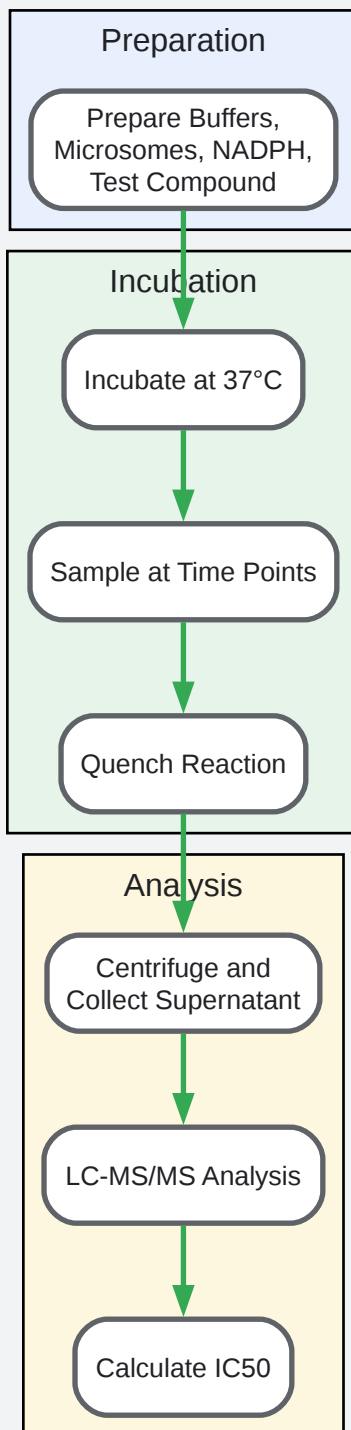 Preparation
Prepare Buffers,
Microsomes, NADPH,
Test Compound
Incubation
Incubate at 37°C
Sample at Time Points
Quench Reaction
Analysis
Centrifuge and
Collect Supernatant
LC-MS/MS Analysis
Calculate IC50